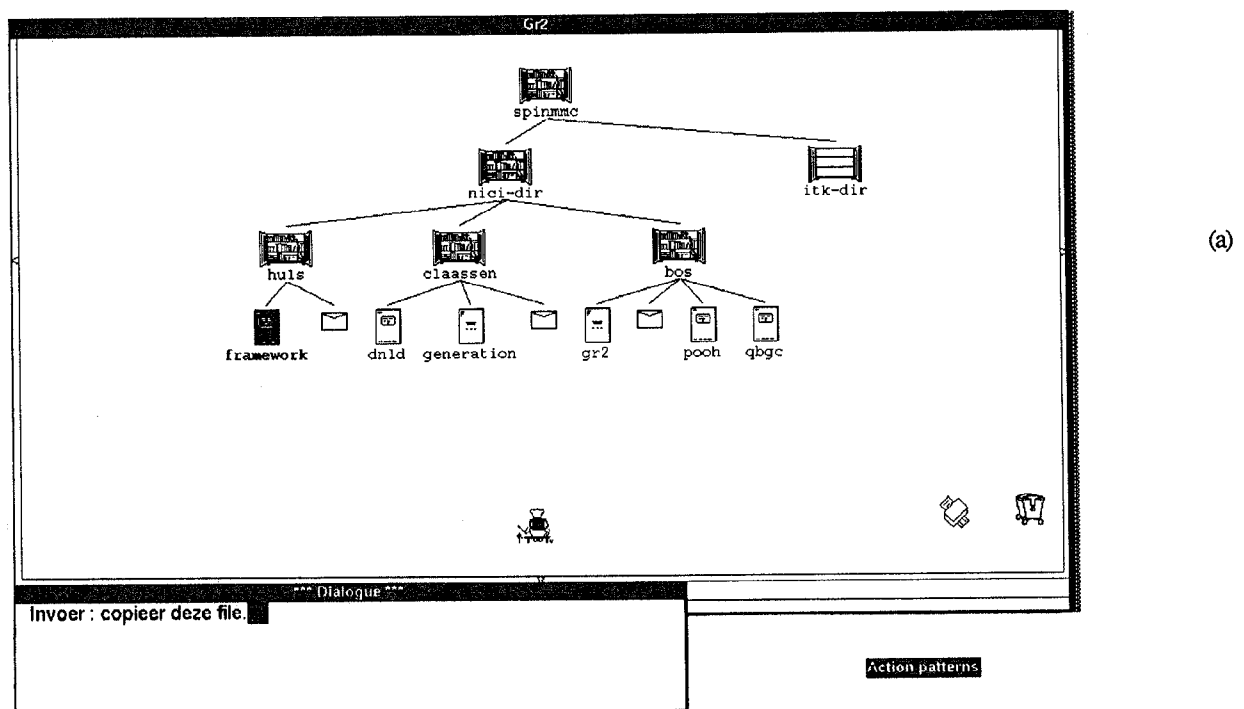 Gr2
spinmmc
nici-dir
itk-dir
(a)
huls
claassen
bos
framework
dnld
generation
gr2
pooh
qbgc
*** Dialogue ***
Invoer : copieer deze file.
Action patterns